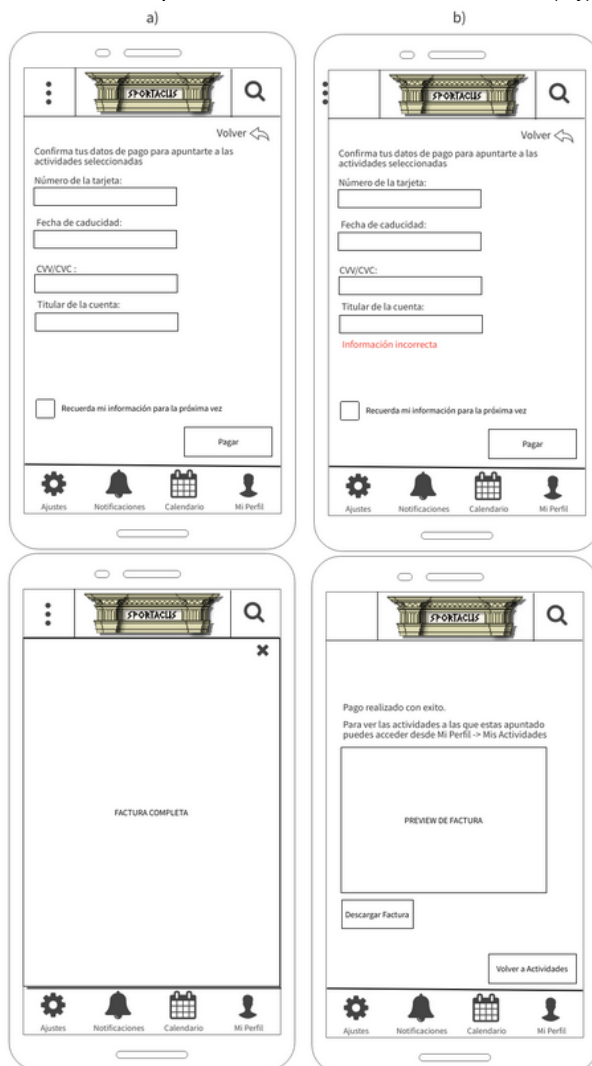 a)
b)
SPORTACUS
Volver
Confirma tus datos de pago para apuntarte a las
actividades seleccionadas
Número de la tarjeta:
Fecha de caducidad:
CVV/CVC :
Titular de la cuenta:
Recuerda mi información para la próxima vez
Pagar
Ajustes
Notificaciones
Calendario
Mi Perfil
SPORTACUS
Volver
Confirma tus datos de pago para apuntarte a las
actividades seleccionadas
Número de la tarjeta:
Fecha de caducidad:
CVV/CVC:
Titular de la cuenta:
Información incorrecta
Recuerda mi información para la próxima vez
Pagar
Ajustes
Notificaciones
Calendario
Mi Perfil
SPORTACUS
FACTURA COMPLETA
Ajustes
Notificaciones
Calendario
Mi Perfil
SPORTACUS
Pago realizado con exito.
Para ver las actividades a las que estas apuntado
puedes acceder desde Mi Perfil -> Mis Actividades
PREVIEW DE FACTURA
Descargar Factura
Volver a Actividades
Ajustes
Notificaciones
Calendario
Mi Perfil